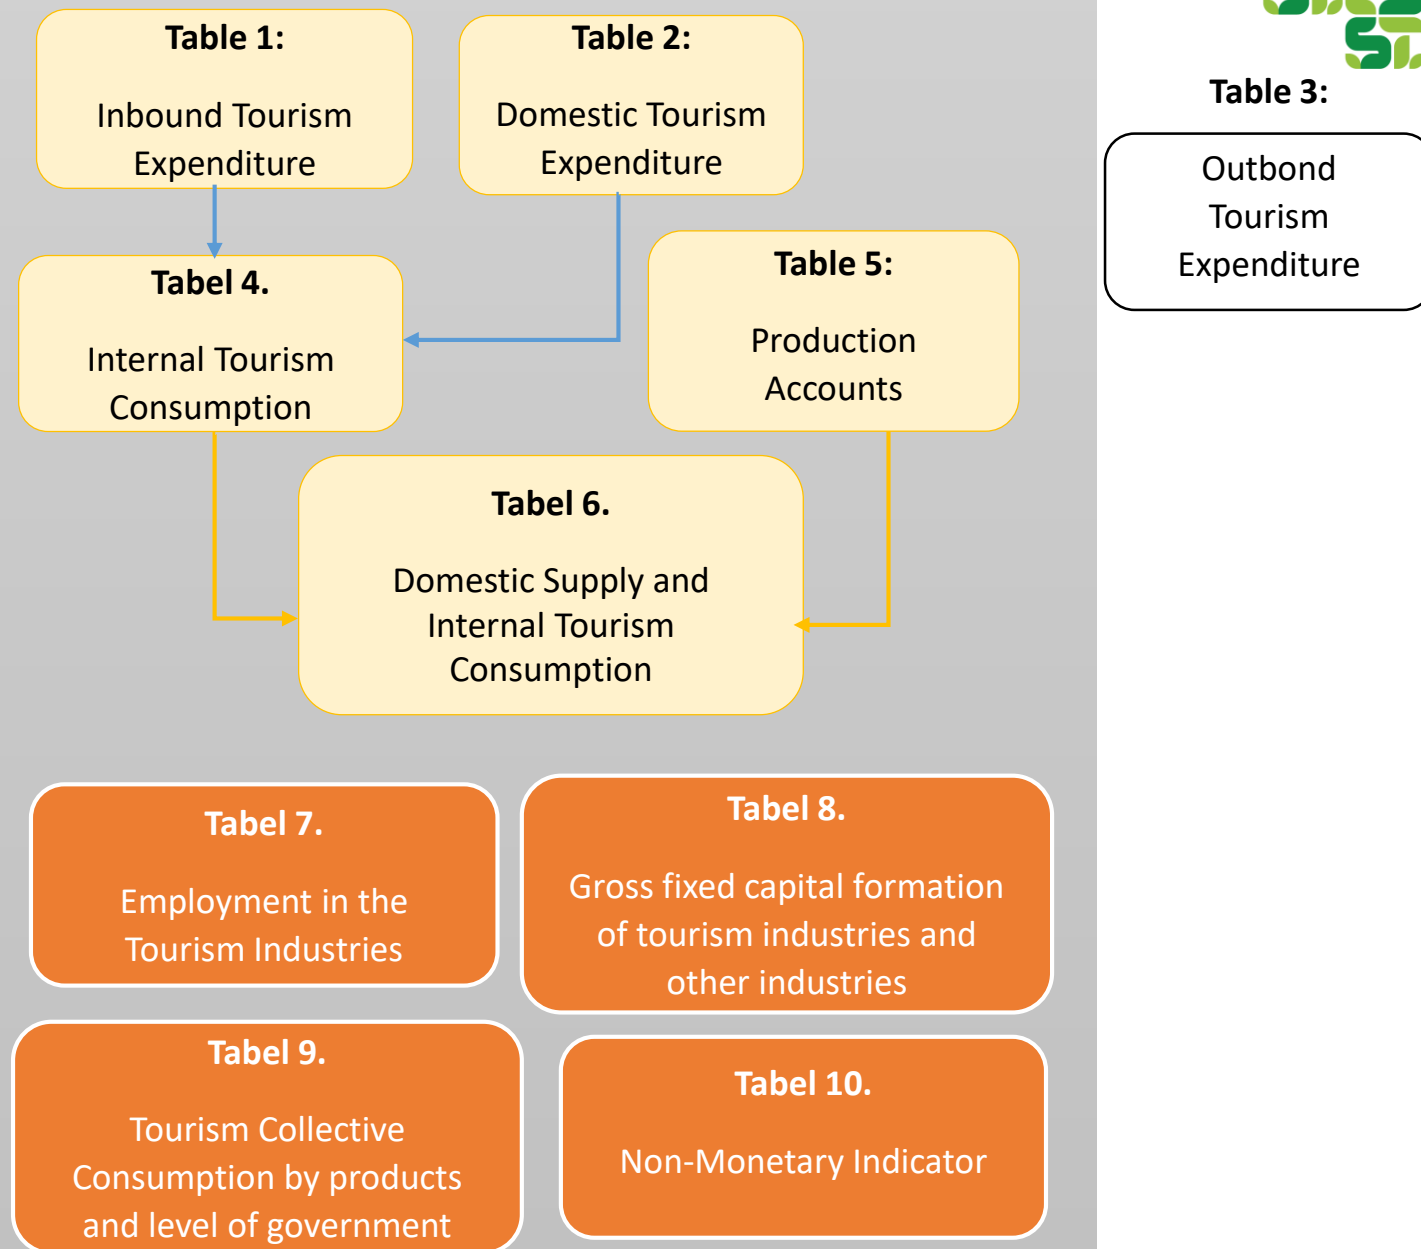 Table 1:
Inbound Tourism
Expenditure
Table 2:
Domestic Tourism
Expenditure
Table 3:
Outbond
Tourism
Expenditure
Tabel 4.
Internal Tourism
Consumption
Table 5:
Production
Accounts
Tabel 6.
Domestic Supply and
Internal Tourism
Consumption
Tabel 7.
Employment in the
Tourism Industries
Tabel 8.
Gross fixed capital formation
of tourism industries and
other industries
Tabel 9.
Tourism Collective
Consumption by products
and level of government
Tabel 10.
Non-Monetary Indicator